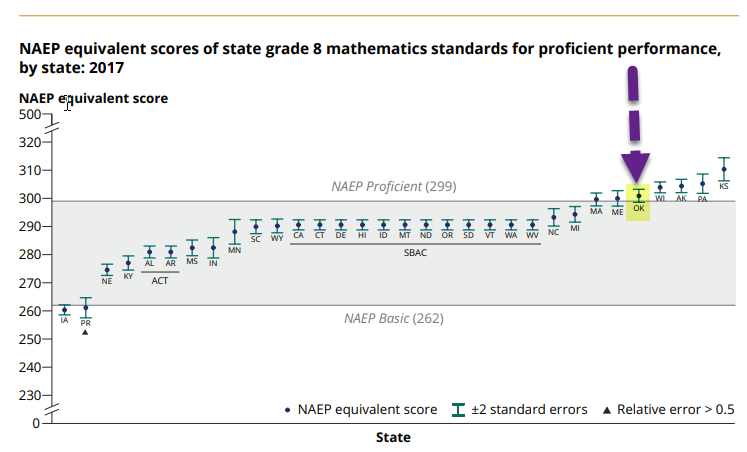 NAEP equivalent scores of state grade 8 mathematics standards for proficient performance,
by state: 2017
NAEP equivalent score
500
320
310
300
290
280
270
260
250
240
230
0
NAEP Proficient (299)
NAEP Basic (262)
IA
PR
NE
KY
AL
AR
ACT
MS
IN
MN
SC
WY
CA
CT
DE
HI
ID
MT
ND
OR
SD
VT
WA
WV
SBAC
NC
MI
MA
ME
OK
WI
AK
PA
KS
NAEP equivalent score
±2 standard errors
Relative error > 0.5
State